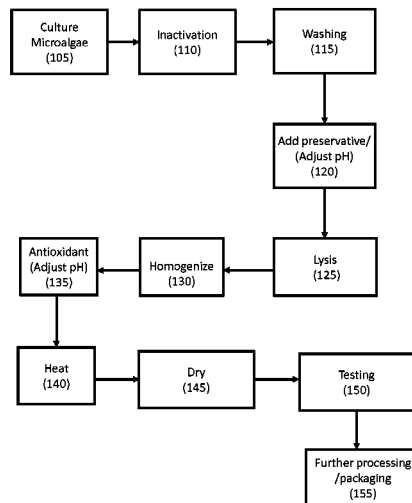 Culture
Microalgae
(105)
Inactivation
(110)
Washing
(115)
Add preservative/
(Adjust pH)
(120)
Lysis
(125)
Homogenize
(130)
Antioxidant
(Adjust pH)
(135)
Heat
(140)
Dry
(145)
Testing
(150)
Further processing
/packaging
(155)